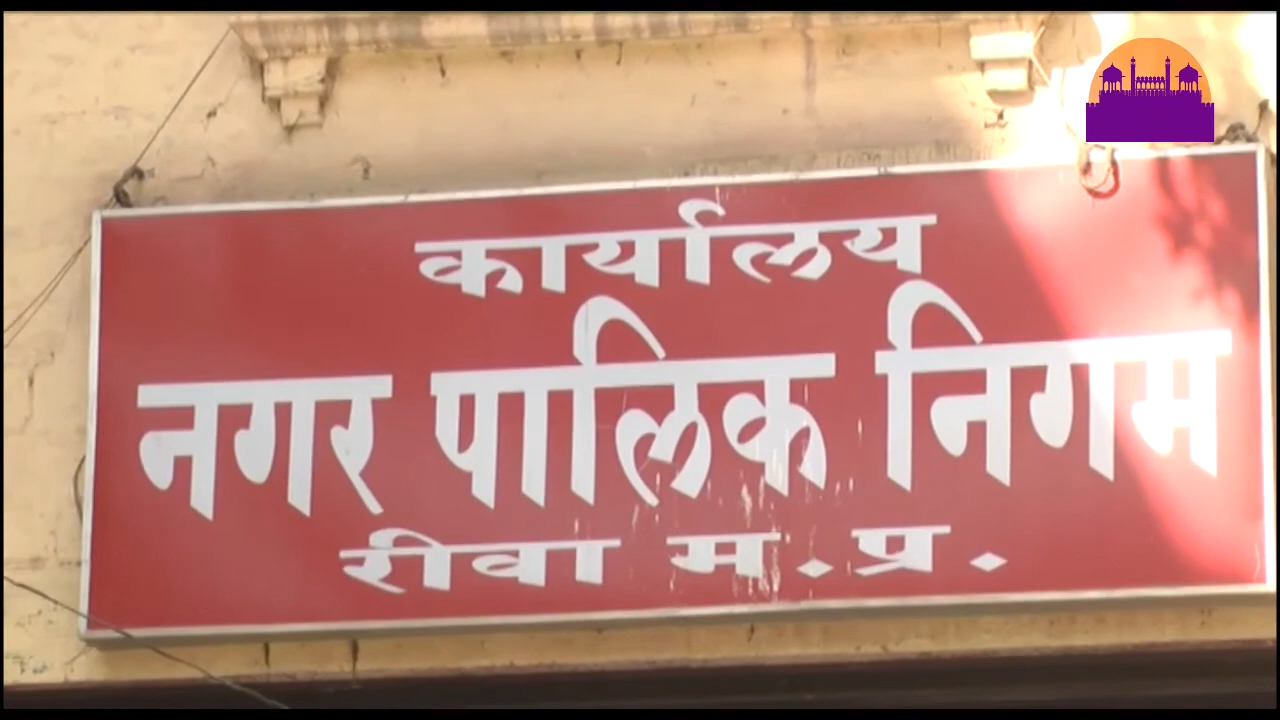 कार्यालय
नगर पालिक निगम
रीवा म.प्र.